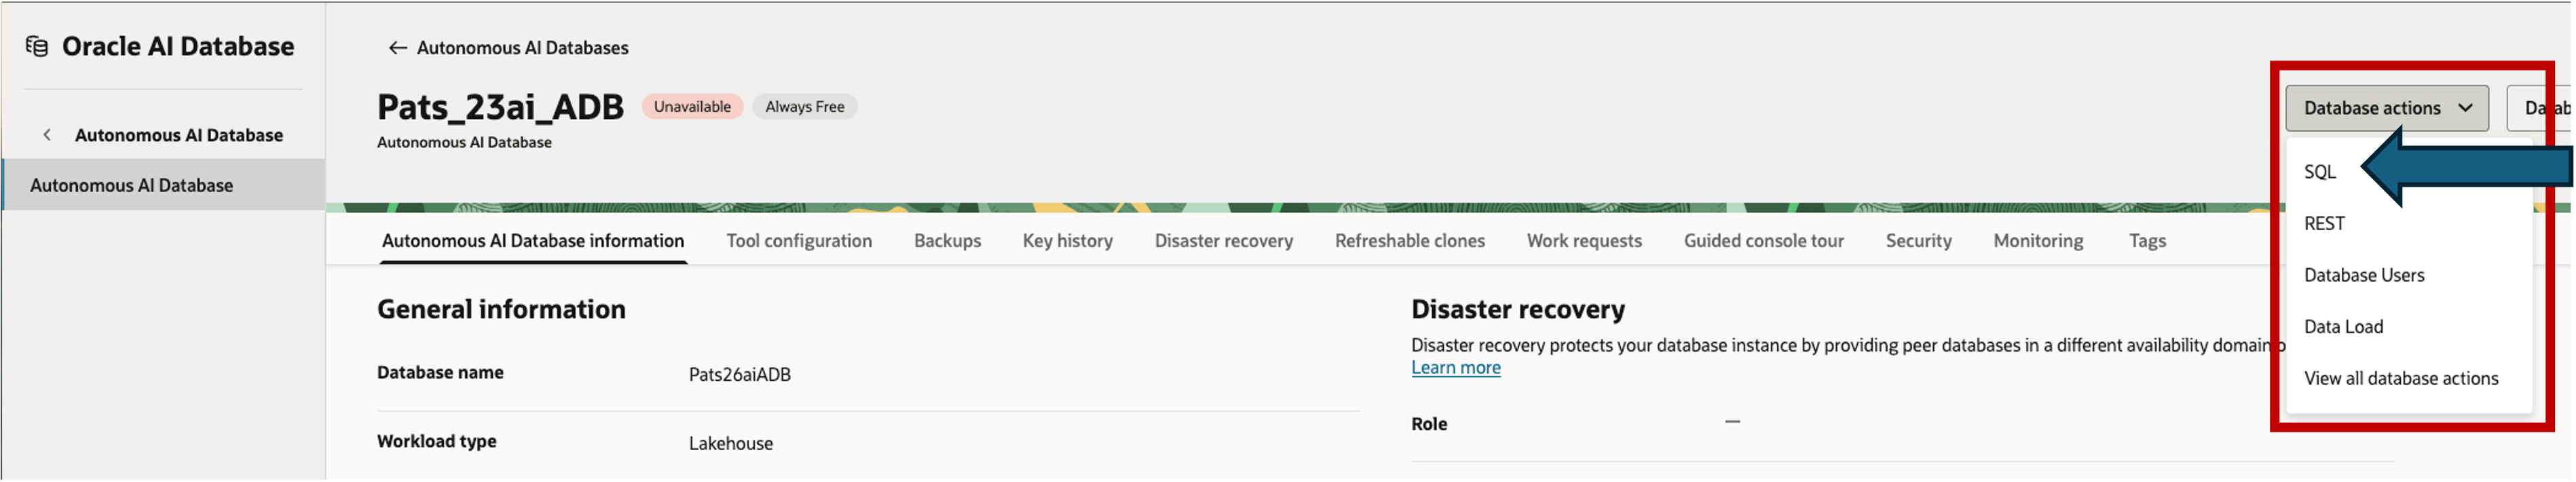 Oracle AI Database
Autonomous AI Database
Autonomous AI Database
Autonomous AI Databases
Pats_23ai_ADB Unavailable Always Free
Autonomous AI Database
Database actions
SQL
REST
Database Users
Data Load
View all database actions
Autonomous AI Database information Tool configuration Backups Key history Disaster recovery Refreshable clones Work requests Guided console tour Security Monitoring Tags
General information
Database name Pats26aiADB
Workload type Lakehouse
Disaster recovery
Disaster recovery protects your database instance by providing peer databases in a different availability domain
Learn more
Role —